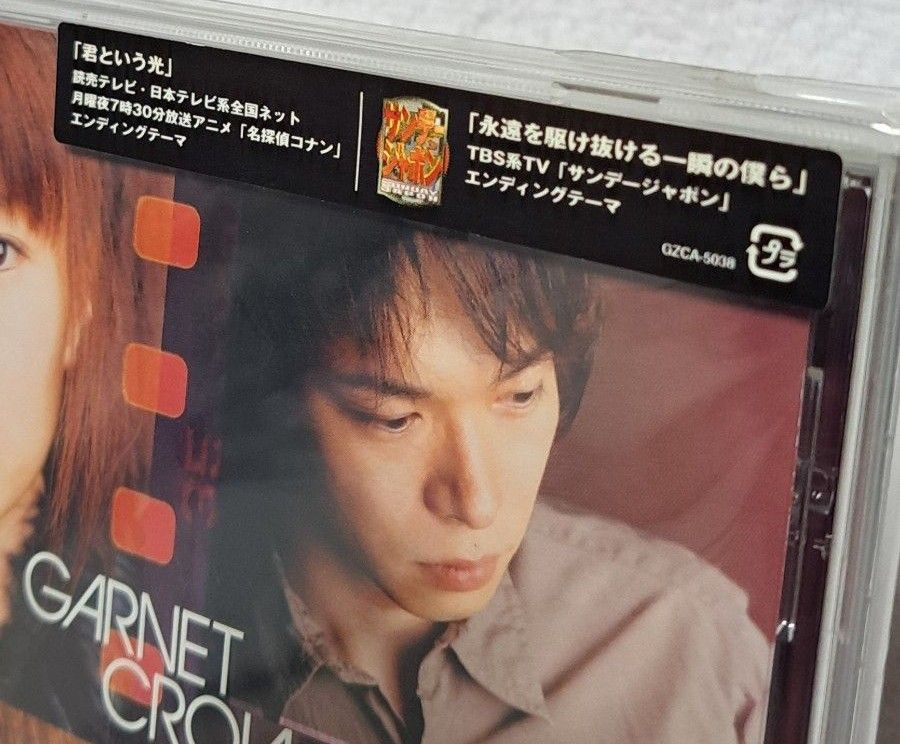 「君という光」
読売テレビ・日本テレビ系全国ネット
月曜夜7時30分放送アニメ「名探偵コナン」
エンディングテーマ
サンデー
ジャポン
SUNDAY
JAPON
「永遠を駆け抜ける一瞬の僕ら」
TBS系TV「サンデージャポン」
エンディングテーマ
GZCA-5038
プラ
GARNET
CROW